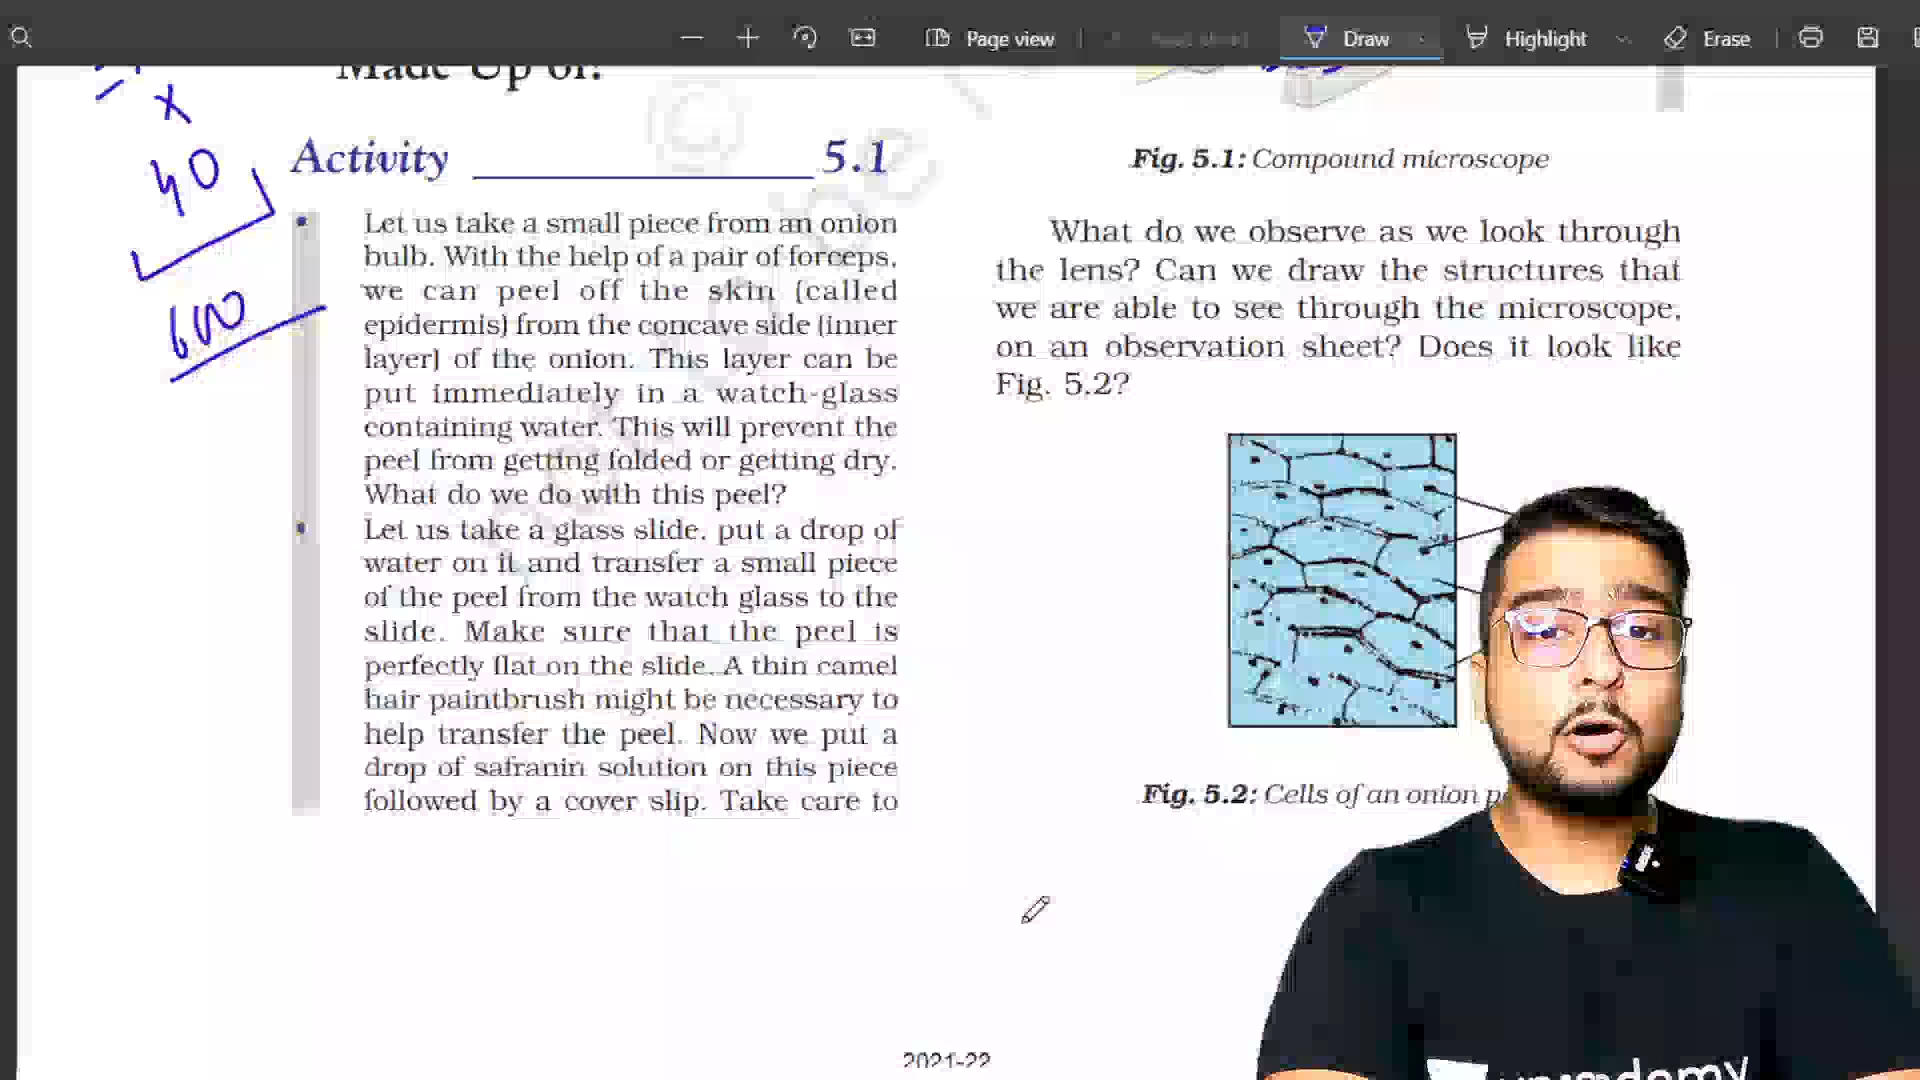 Page view
Draw
Highlight
Erase
Made Up of?
x
40
600
Activity 5.1
Let us take a small piece from an onion
bulb. With the help of a pair of forceps,
we can peel off the skin (called
epidermis) from the concave side (inner
layer) of the onion. This layer can be
put immediately in a watch-glass
containing water. This will prevent the
peel from getting folded or getting dry.
What do we do with this peel?
Let us take a glass slide, put a drop of
water on it and transfer a small piece
of the peel from the watch glass to the
slide. Make sure that the peel is
perfectly flat on the slide. A thin camel
hair paintbrush might be necessary to
help transfer the peel. Now we put a
drop of safranin solution on this piece
followed by a cover slip. Take care to
Fig. 5.1: Compound microscope
What do we observe as we look through
the lens? Can we draw the structures that
we are able to see through the microscope,
on an observation sheet? Does it look like
Fig. 5.2?
Fig. 5.2: Cells of an onion
2021-22